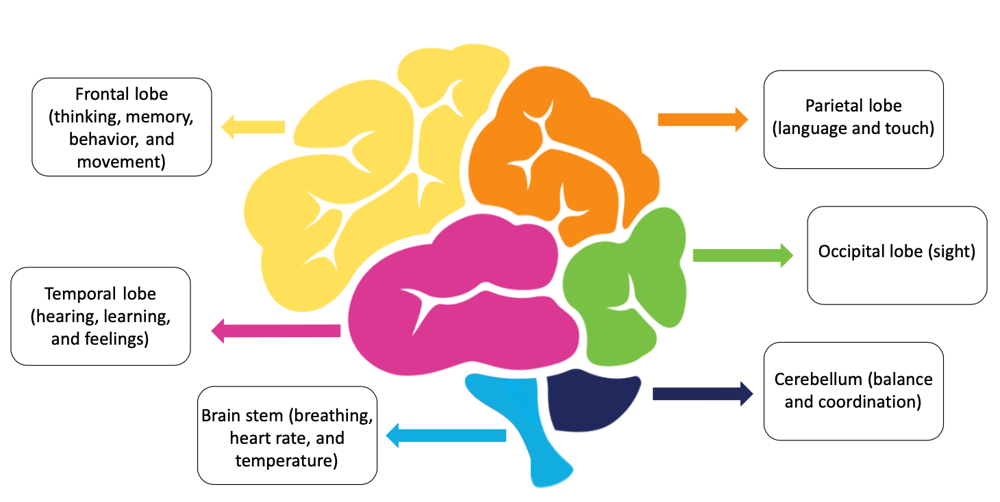 Frontal lobe
(thinking, memory,
behavior, and
movement)
Parietal lobe
(language and touch)
Occipital lobe (sight)
Temporal lobe
(hearing, learning,
and feelings)
Cerebellum (balance
and coordination)
Brain stem (breathing,
heart rate, and
temperature)